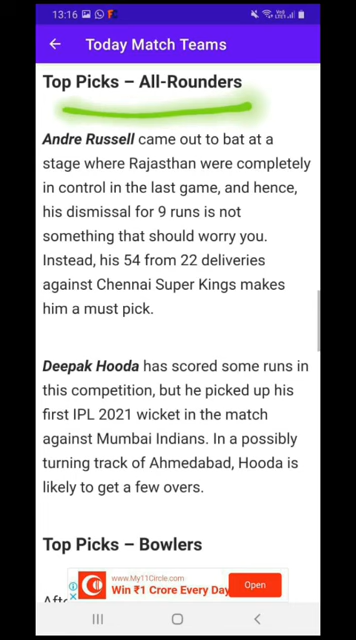 13:16
Today Match Teams
Top Picks – All-Rounders
Andre Russell came out to bat at a
stage where Rajasthan were completely
in control in the last game, and hence,
his dismissal for 9 runs is not
something that should worry you.
Instead, his 54 from 22 deliveries
against Chennai Super Kings makes
him a must pick.
Deepak Hooda has scored some runs in
this competition, but he picked up his
first IPL 2021 wicket in the match
against Mumbai Indians. In a possibly
turning track of Ahmedabad, Hooda is
likely to get a few overs.
Top Picks – Bowlers
www.My11Circle.com
Win ₹1 Crore Every Day
Open